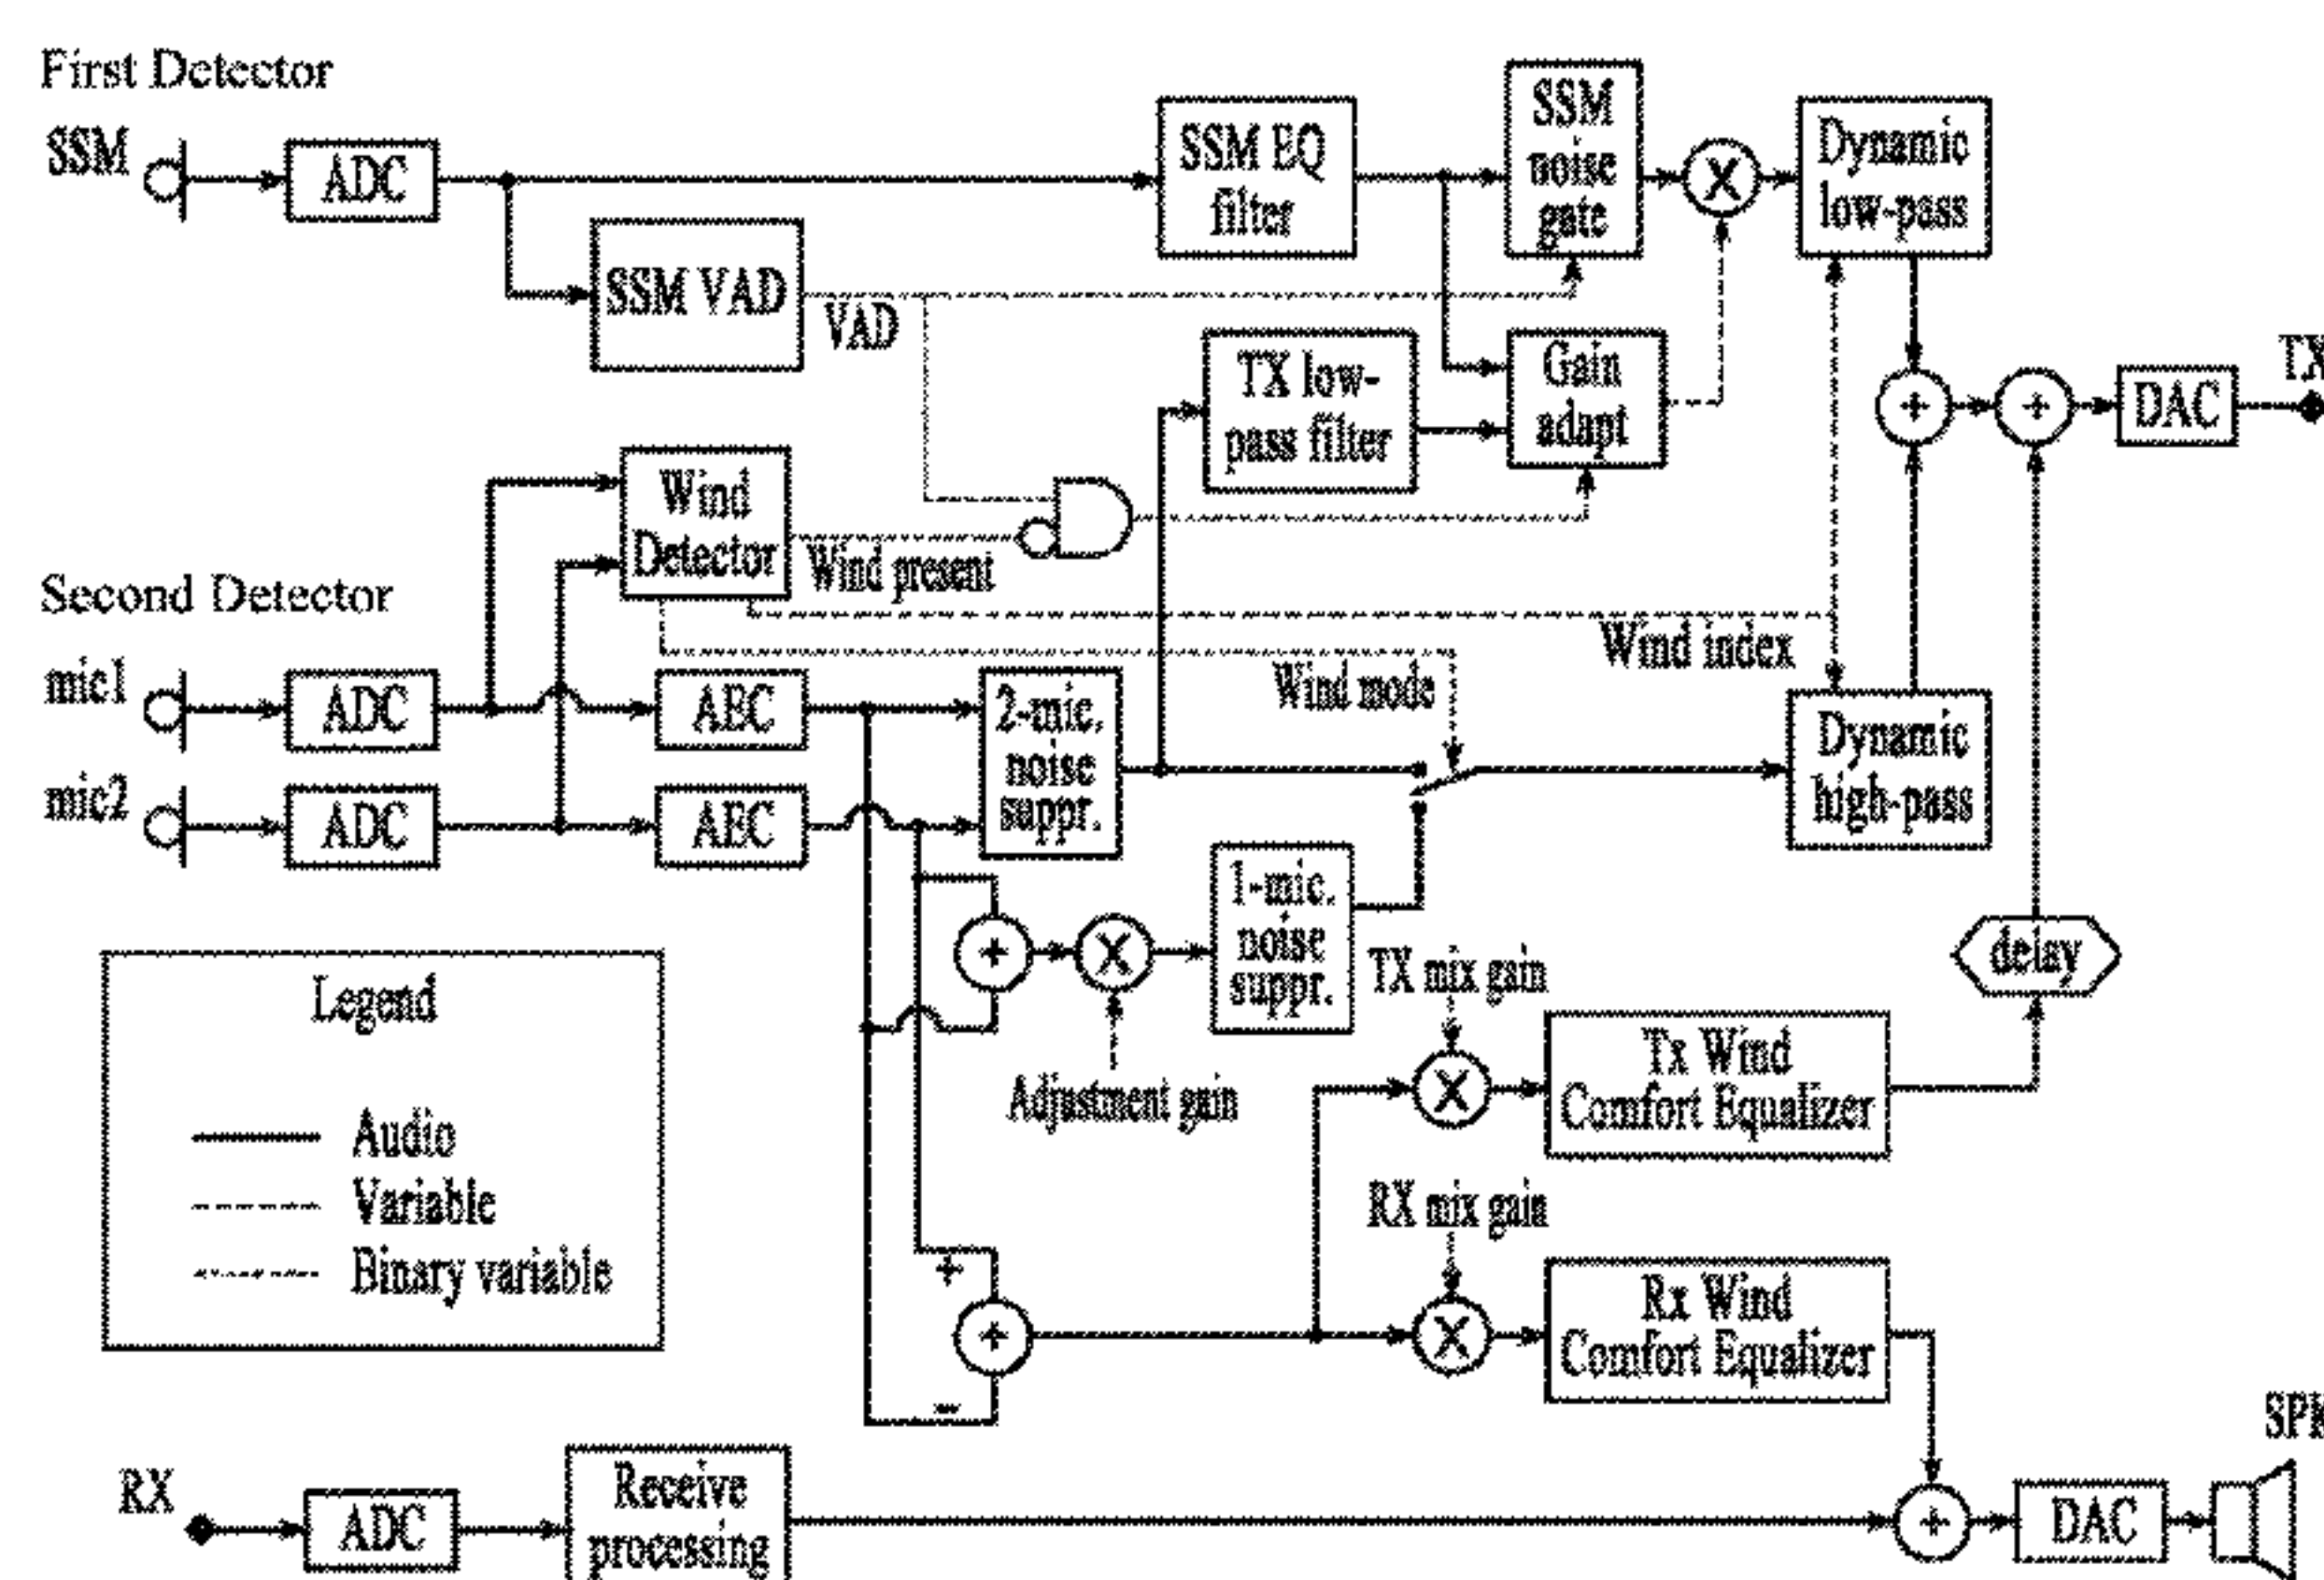 First Detector
SSM
ADC
SSM EQ
filter
SSM
noise
gate
X
Dynamic
low-pass
SSM VAD
VAD
TX low-
pass filter
Gain
adapt
+
+
DAC
TX
Wind
Detector
Wind present
Second Detector
Wind index
Wind mode
mic1
ADC
AEC
2-mic.
noise
suppr.
Dynamic
high-pass
mic2
ADC
AEC
1-mic.
noise
suppr.
+
X
Adjustment gain
delay
Legend
Audio
Variable
Binary variable
TX mix gain
X
Tx Wind
Comfort Equalizer
RX mix gain
+
+
-
X
Rx Wind
Comfort Equalizer
RX
ADC
Receive
processing
+
DAC